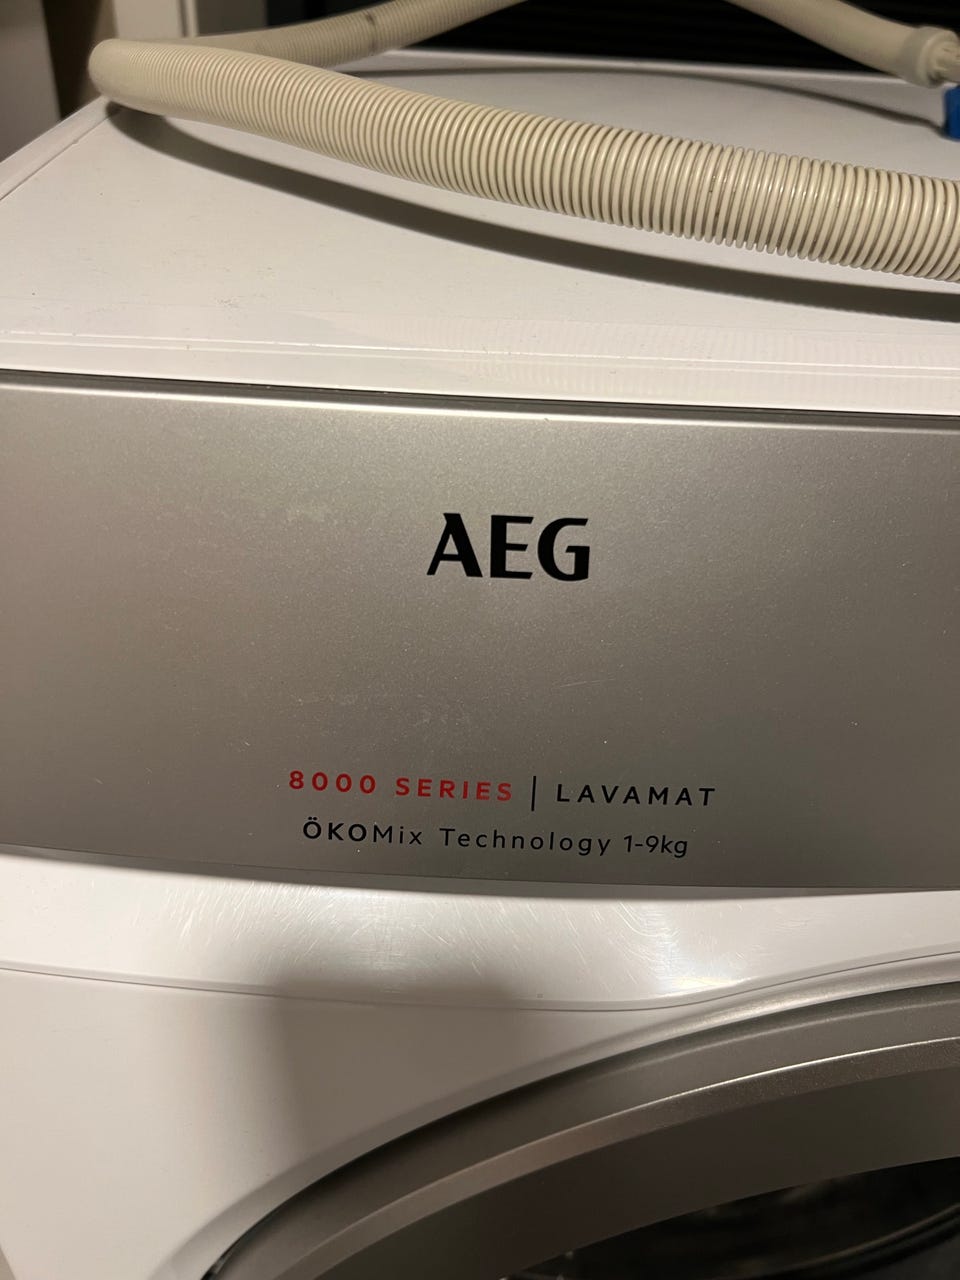 AEG
8000 SERIES | LAVAMAT
ÖKOMix Technology 1-9kg